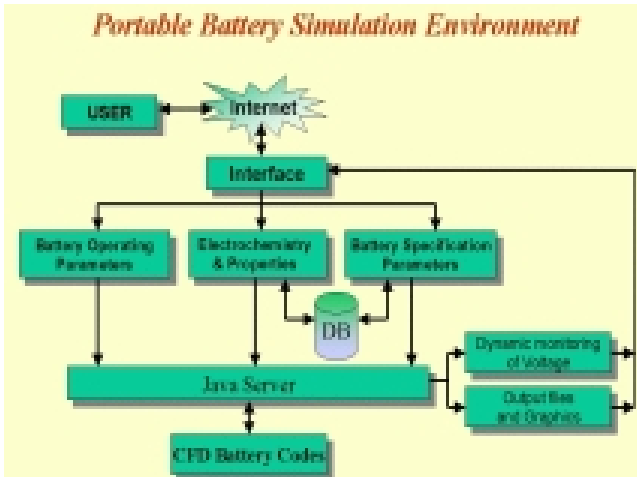 Portable Battery Simulation Environment
Internet
USER
Interface
Battery Operating
Parameters
Electrochemistry
& Properties
Battery Specification
Parameters
DB
Dynamic monitoring
of Voltage
Java Server
Output files
and Graphics
CFD Battery Codes